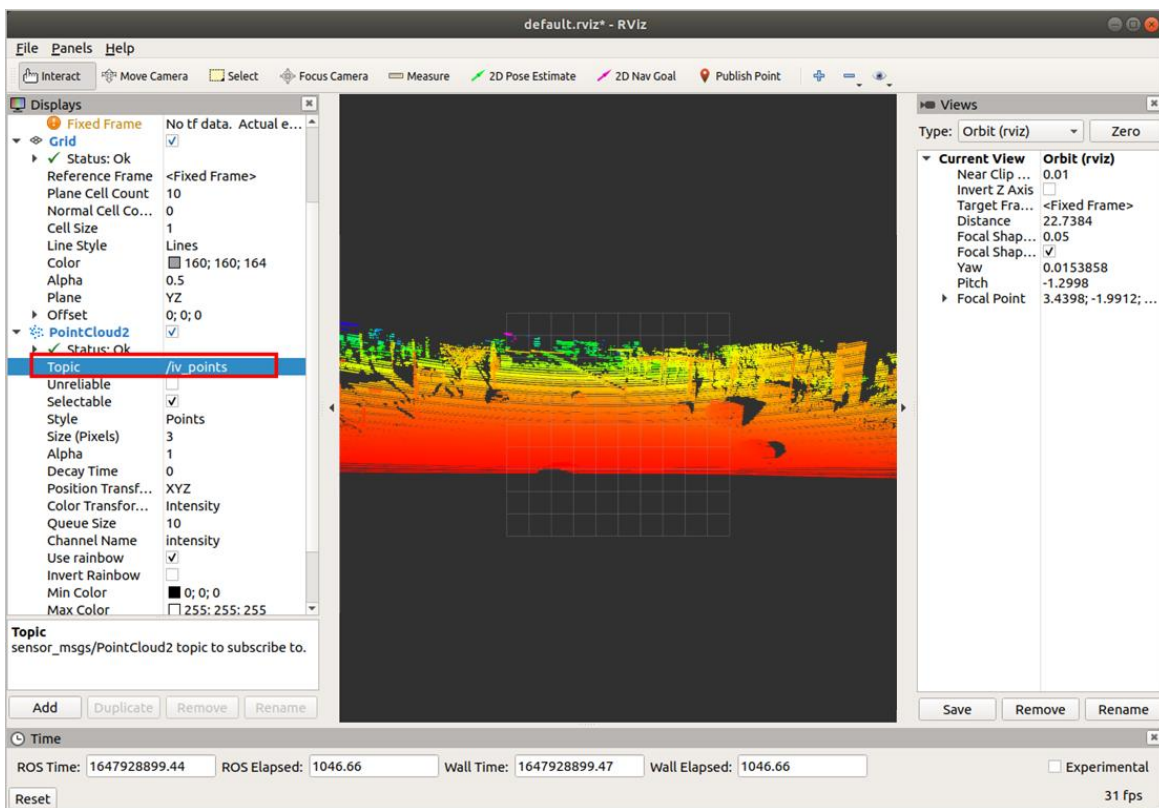 default.rviz* - RViz
File Panels Help
Interact Move Camera Select Focus Camera Measure 2D Pose Estimate 2D Nav Goal Publish Point
Displays
Fixed Frame No tf data. Actual e...
Grid
Status: Ok
Reference Frame <Fixed Frame>
Plane Cell Count 10
Normal Cell Co... 0
Cell Size 1
Line Style Lines
Color 160; 160; 164
Alpha 0.5
Plane YZ
Offset 0; 0; 0
PointCloud2
Status: Ok
Topic /iv_points
Unreliable
Selectable
Style Points
Size (Pixels) 3
Alpha 1
Decay Time 0
Position Transf... XYZ
Color Transfor... Intensity
Queue Size 10
Channel Name intensity
Use rainbow
Invert Rainbow
Min Color 0; 0; 0
Max Color 255; 255; 255
Topic
sensor_msgs/PointCloud2 topic to subscribe to.
Add Duplicate Remove Rename
Views
Type: Orbit (rviz) Zero
Current View Orbit (rviz)
Near Clip ... 0.01
Invert Z Axis
Target Fra... <Fixed Frame>
Distance 22.7384
Focal Shap... 0.05
Focal Shap...
Yaw 0.0153858
Pitch -1.2998
Focal Point 3.4398; -1.9912; ...
Save Remove Rename
Time
ROS Time: 1647928899.44 ROS Elapsed: 1046.66 Wall Time: 1647928899.47 Wall Elapsed: 1046.66 Experimental
Reset 31 fps